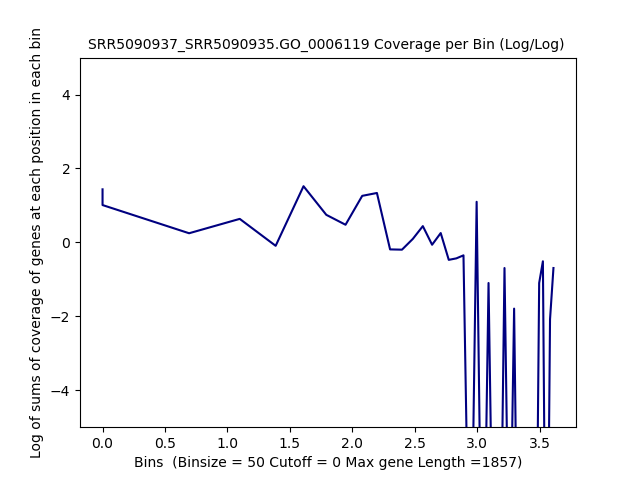 SRR5090937_SRR5090935.GO_0006119 Coverage per Bin (Log/Log)
Log of sums of coverage of genes at each position in each bin
4
2
0
−2
−4
0.0 0.5 1.0 1.5 2.0 2.5 3.0 3.5
Bins  (Binsize = 50 Cutoff = 0 Max gene Length =1857)